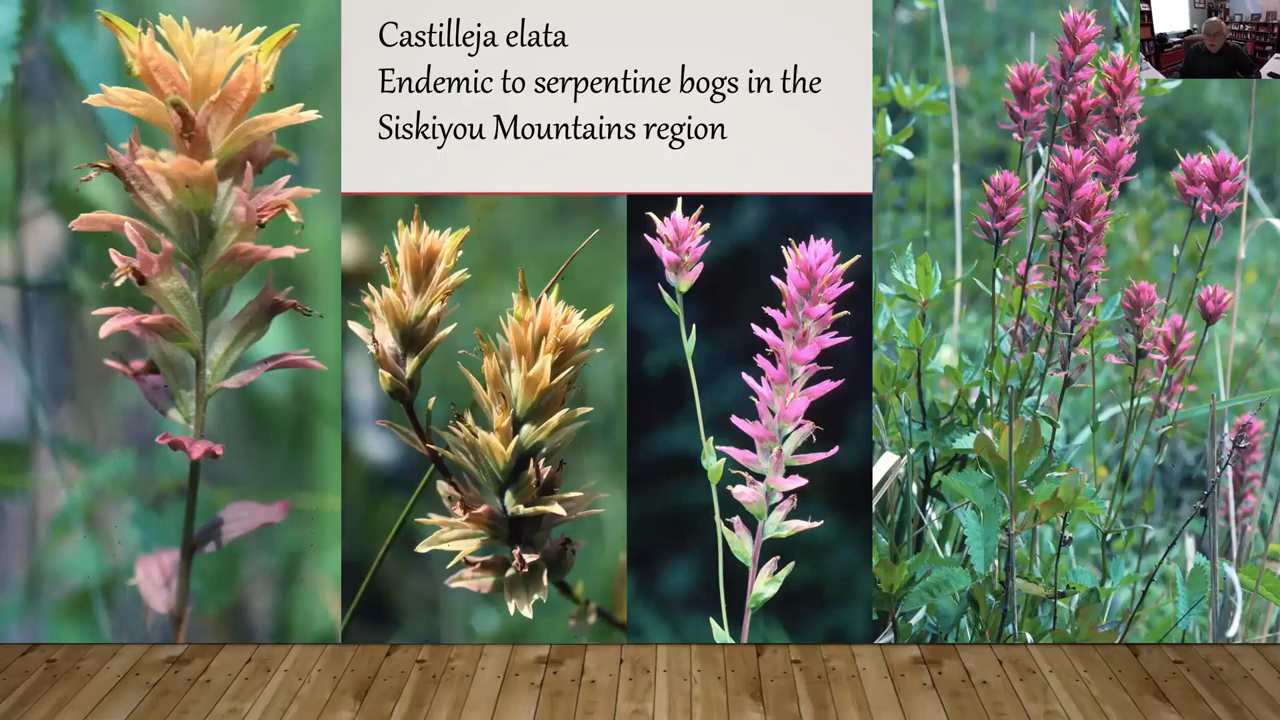 Castilleja elata
Endemic to serpentine bogs in the
Siskiyou Mountains region